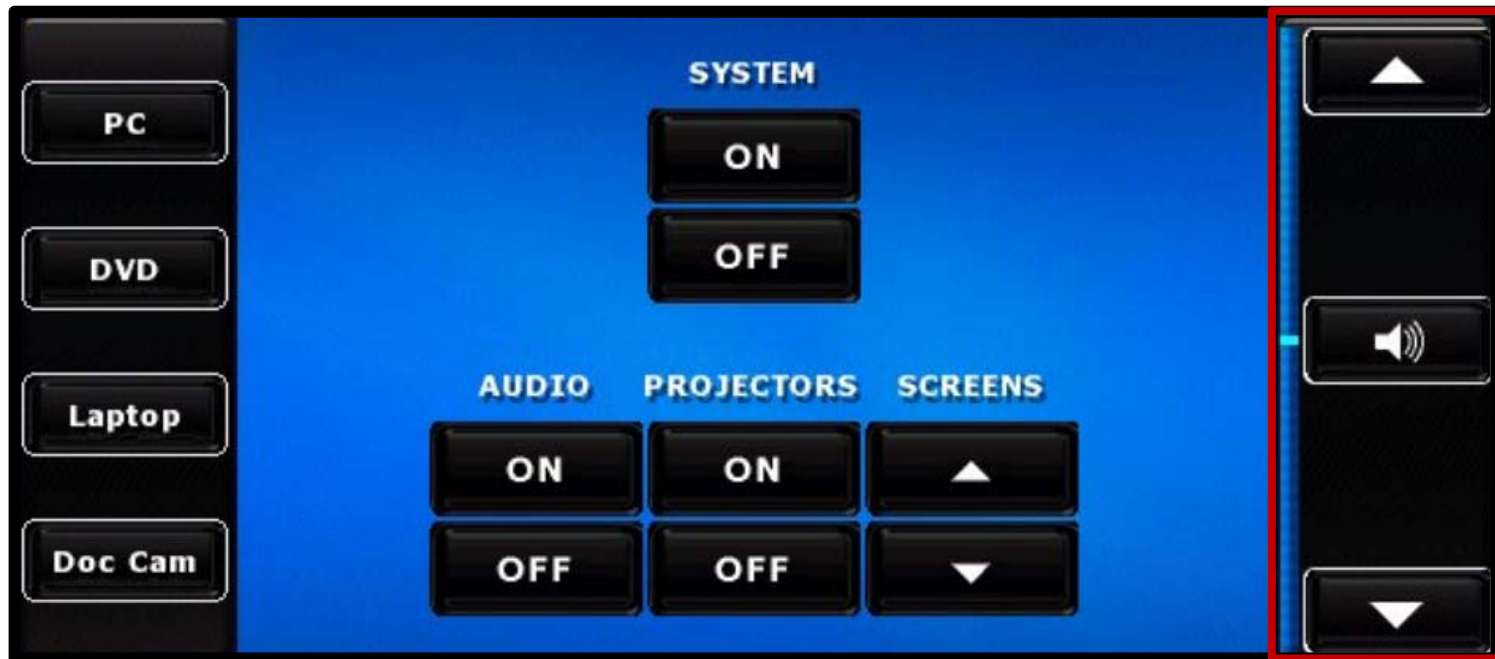 SYSTEM
PC
ON
DVD
OFF
AUDIO PROJECTORS SCREENS
Laptop
ON ON
Doc Cam
OFF OFF